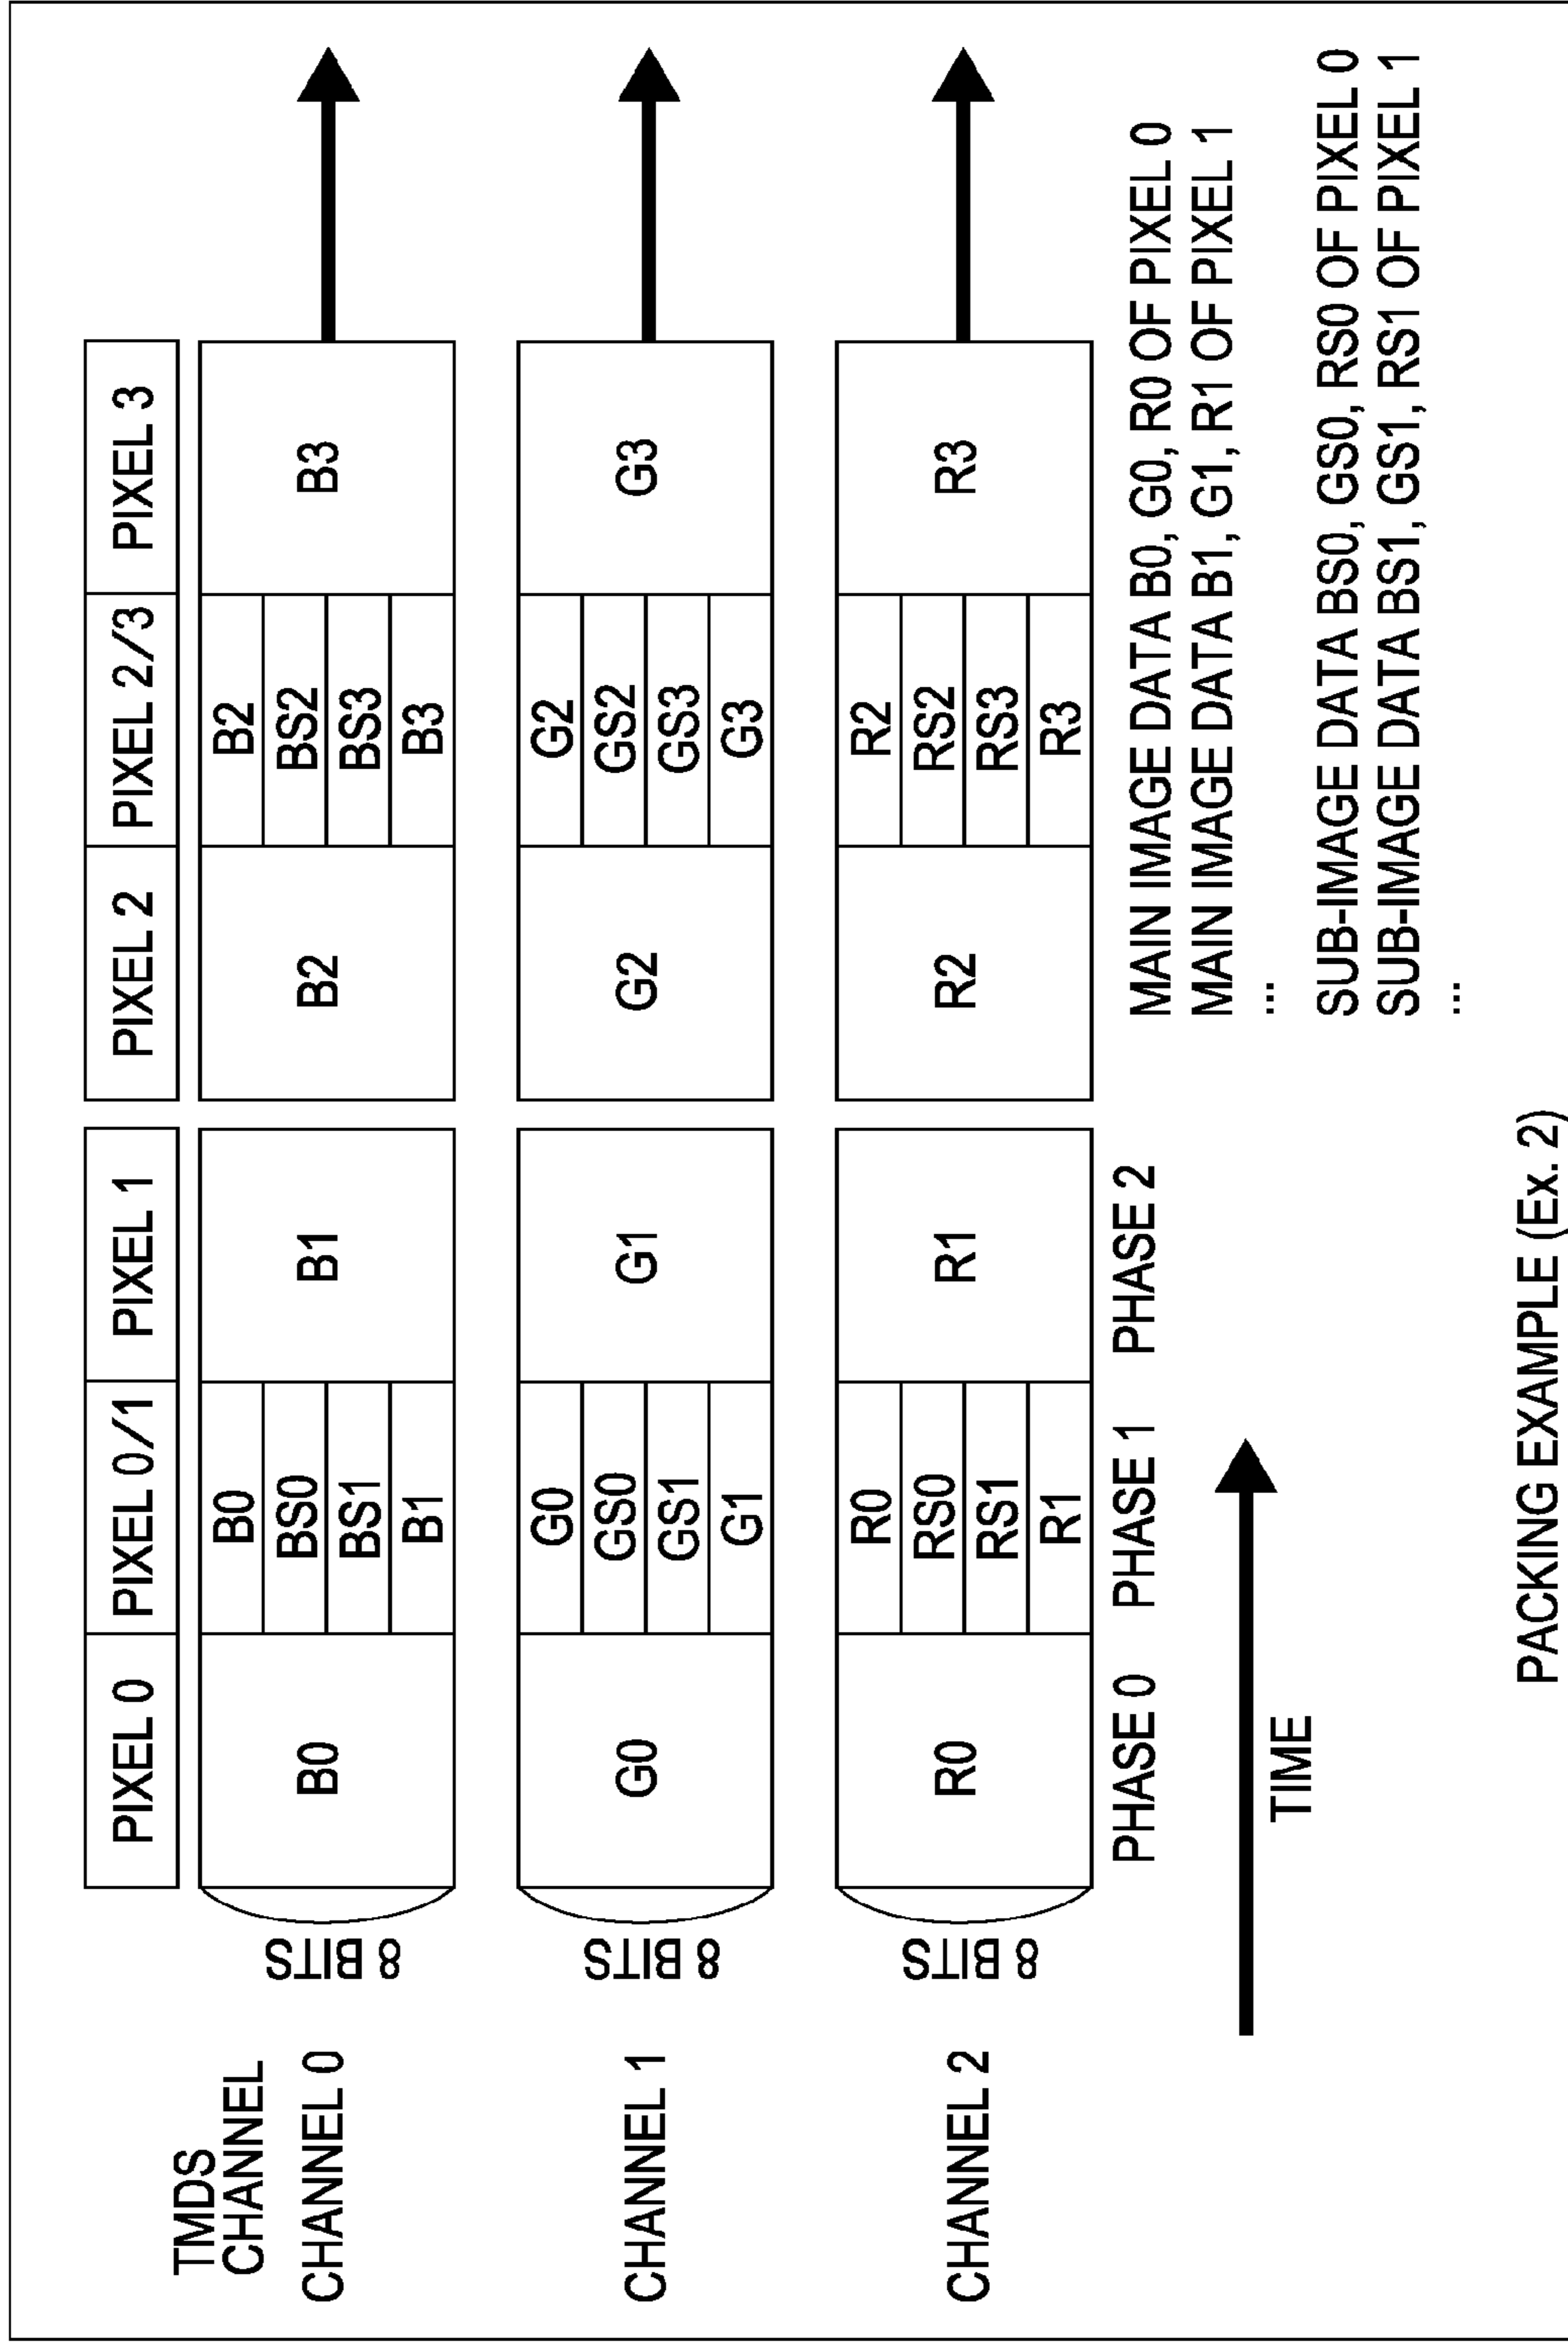 TMDS
CHANNEL
PIXEL 0 PIXEL 0/1 PIXEL 1 PIXEL 2 PIXEL 2/3 PIXEL 3
CHANNEL 0
8 BITS
B0
B0
BS0
BS1
B1
B1
B2
B2
BS2
BS3
B3
B3
CHANNEL 1
8 BITS
G0
G0
GS0
GS1
G1
G1
G2
G2
GS2
GS3
G3
G3
CHANNEL 2
8 BITS
R0
R0
RS0
RS1
R1
R1
R2
R2
RS2
RS3
R3
R3
PHASE 0 PHASE 1 PHASE 2
TIME
MAIN IMAGE DATA B0, G0, R0 OF PIXEL 0
MAIN IMAGE DATA B1, G1, R1 OF PIXEL 1
...
SUB-IMAGE DATA BS0, GS0, RS0 OF PIXEL 0
SUB-IMAGE DATA BS1, GS1, RS1 OF PIXEL 1
...
PACKING EXAMPLE (Ex. 2)